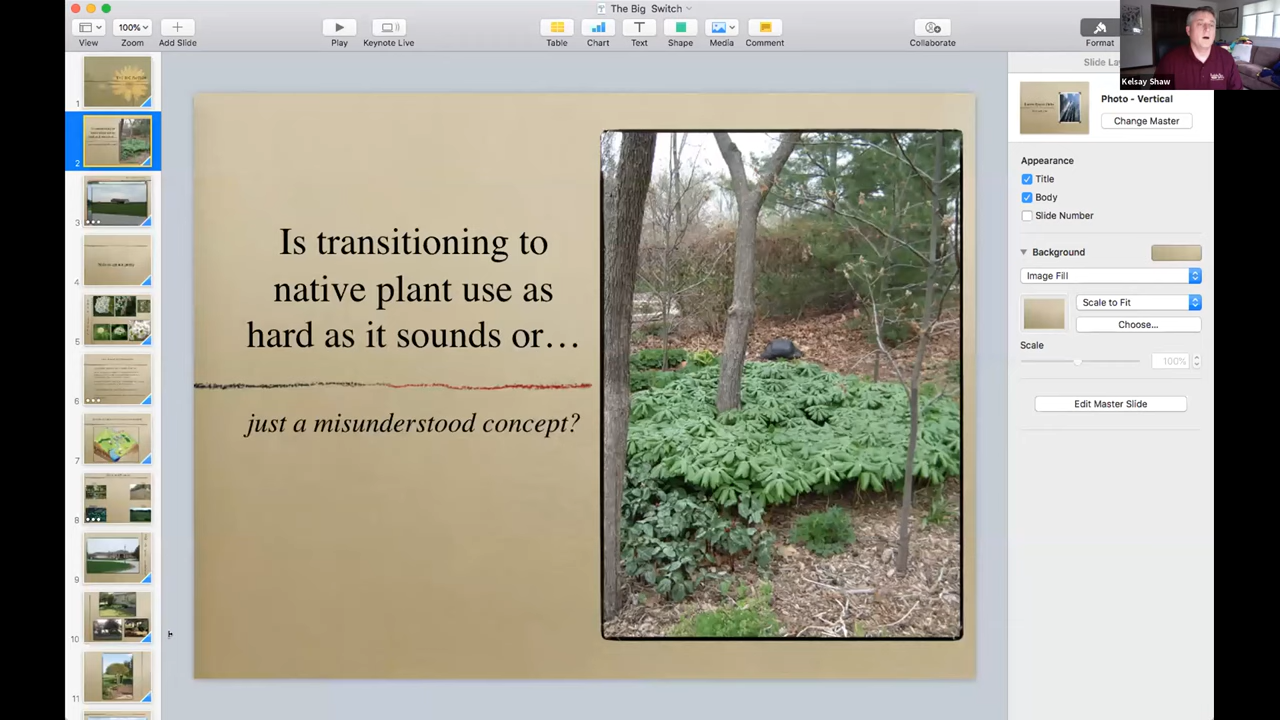 The Big Switch
View
100%
Zoom
Add Slide
Play
Keynote Live
Table
Chart
Text
Shape
Media
Comment
Collaborate
Format
Kelsay Shaw
Slide La
Photo - Vertical
Change Master
Appearance
Title
Body
Slide Number
Background
Image Fill
Scale to Fit
Choose...
Scale
100%
Edit Master Slide
1
2
3
4
5
6
7
8
9
10
11
Is transitioning to
native plant use as
hard as it sounds or…
just a misunderstood concept?